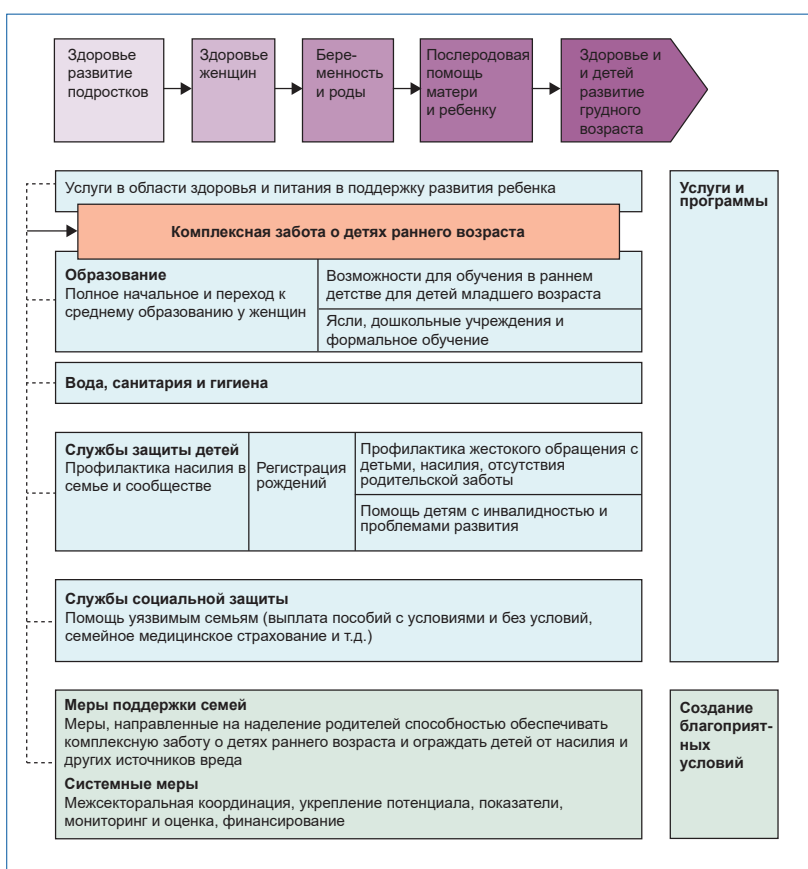 Здоровье
развитие
подростков
Здоровье
женщин
Бере-
менность
и роды
Послеродовая
помощь
матери
и ребенку
Здоровье и
и детей
развитие
грудного
возраста
Услуги в области здоровья и питания в поддержку развития ребенка
Услуги и
программы
Комплексная забота о детях раннего возраста
Образование
Полное начальное и переход к
среднему образованию у женщин
Возможности для обучения в раннем
детстве для детей младшего возраста
Ясли, дошкольные учреждения и
формальное обучение
Вода, санитария и гигиена
Службы защиты детей
Профилактика насилия в
семье и сообществе
Регистрация
рождений
Профилактика жестокого обращения с
детьми, насилия, отсутствия
родительской заботы
Помощь детям с инвалидностью и
проблемами развития
Службы социальной защиты
Помощь уязвимым семьям (выплата пособий с условиями и без условий,
семейное медицинское страхование и т.д.)
Меры поддержки семей
Меры, направленные на наделение родителей способностью обеспечивать
комплексную заботу о детях раннего возраста и ограждать детей от насилия и
других источников вреда
Системные меры
Межсекторальная координация, укрепление потенциала, показатели,
мониторинг и оценка, финансирование
Создание
благоприят-
ных
условий